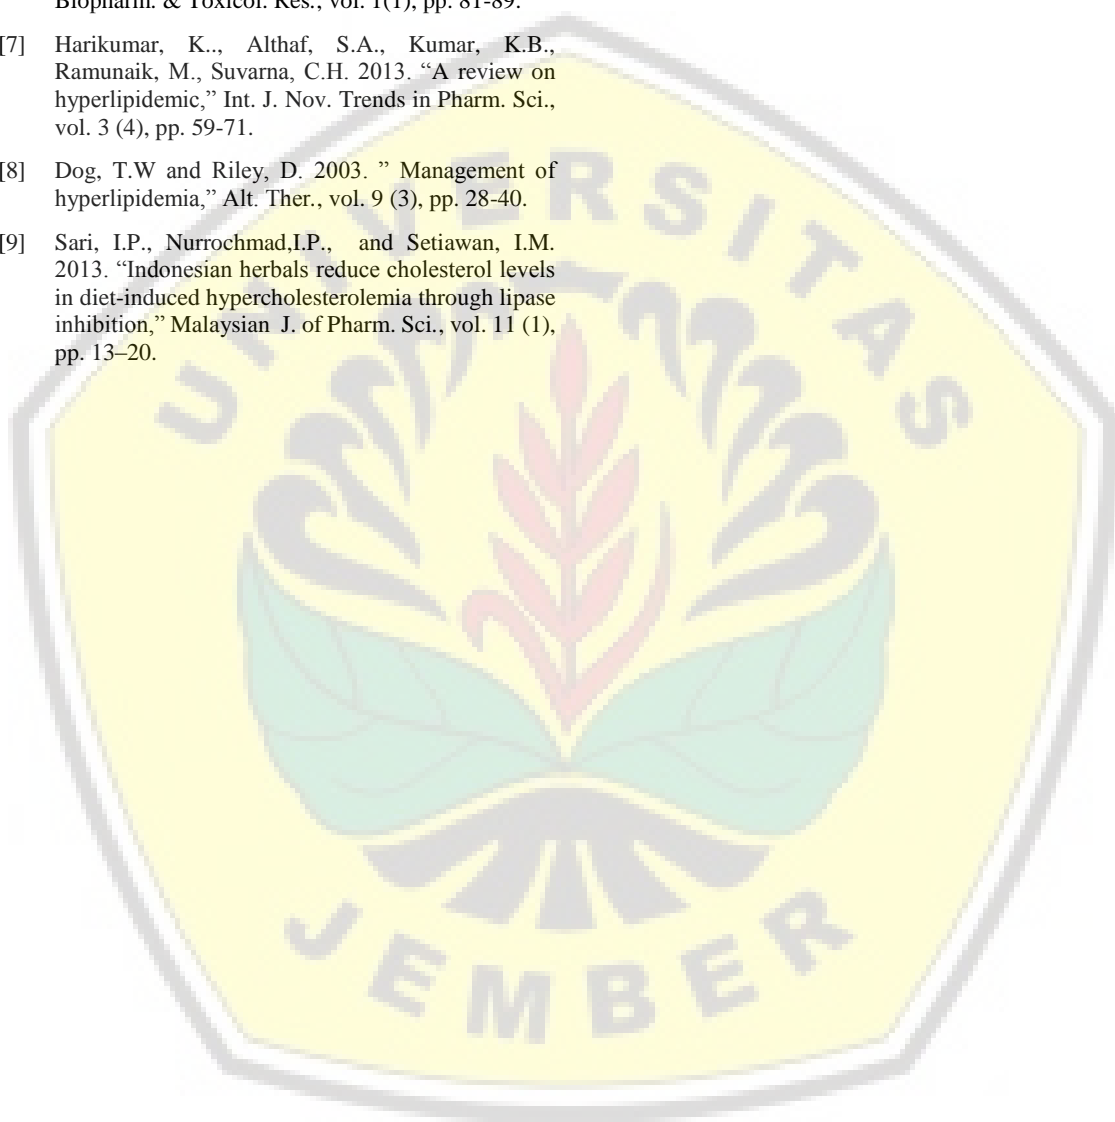 Biopharm. & Toxicol. Res., vol. 1(1), pp. 81-89.
[7] Harikumar, K.., Althaf, S.A., Kumar, K.B.,
Ramunaik, M., Suvarna, C.H. 2013. “A review on
hyperlipidemic,” Int. J. Nov. Trends in Pharm. Sci.,
vol. 3 (4), pp. 59-71.
[8] Dog, T.W and Riley, D. 2003. ” Management of
hyperlipidemia,” Alt. Ther., vol. 9 (3), pp. 28-40.
[9] Sari, I.P., Nurrochmad,I.P., and Setiawan, I.M.
2013. “Indonesian herbals reduce cholesterol levels
in diet-induced hypercholesterolemia through lipase
inhibition,” Malaysian J. of Pharm. Sci., vol. 11 (1),
pp. 13–20.
UNIVERSITAS
JEMBER